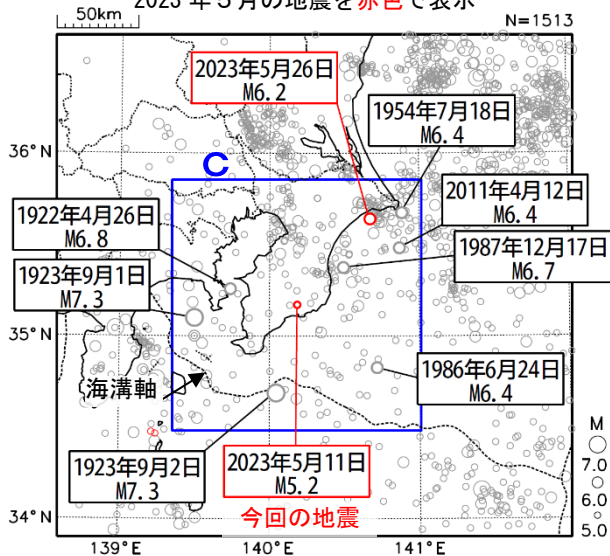 2023 年５月の地震を赤色で表示
50km
N=1513
2023年5月26日
M6.2
1954年7月18日
M6.4
36°N
C
2011年4月12日
M6.4
1922年4月26日
M6.8
1987年12月17日
M6.7
1923年9月1日
M7.3
35°N
海溝軸
1986年6月24日
M6.4
1923年9月2日
M7.3
2023年5月11日
M5.2
今回の地震
M
7.0
6.0
5.0
34°N
139°E
140°E
141°E